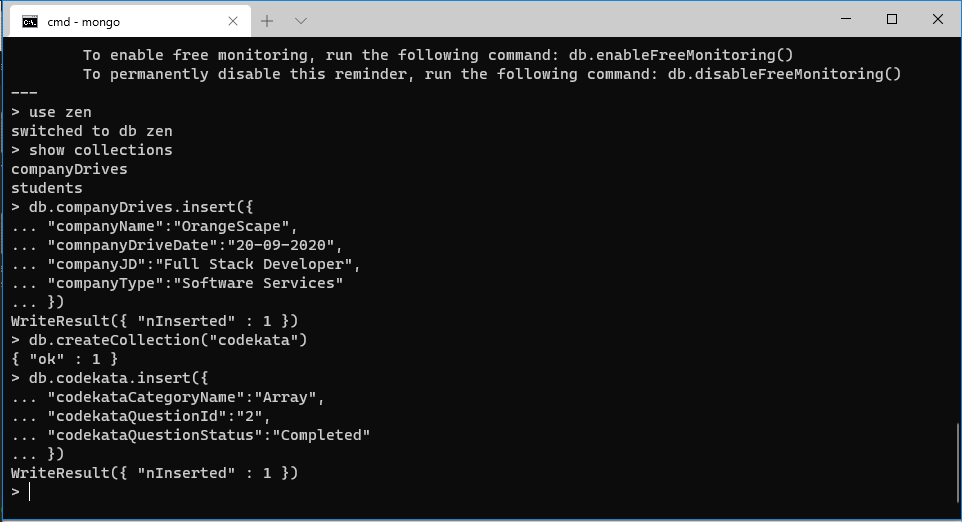 cmd - mongo
To enable free monitoring, run the following command: db.enableFreeMonitoring()
To permanently disable this reminder, run the following command: db.disableFreeMonitoring()
---
> use zen
switched to db zen
> show collections
companyDrives
students
> db.companyDrives.insert({
... "companyName":"OrangeScape",
... "comnpanyDriveDate":"20-09-2020",
... "companyJD":"Full Stack Developer",
... "companyType":"Software Services"
... })
WriteResult({ "nInserted" : 1 })
> db.createCollection("codekata")
{ "ok" : 1 }
> db.codekata.insert({
... "codekataCategoryName":"Array",
... "codekataQuestionId":"2",
... "codekataQuestionStatus":"Completed"
... })
WriteResult({ "nInserted" : 1 })
>